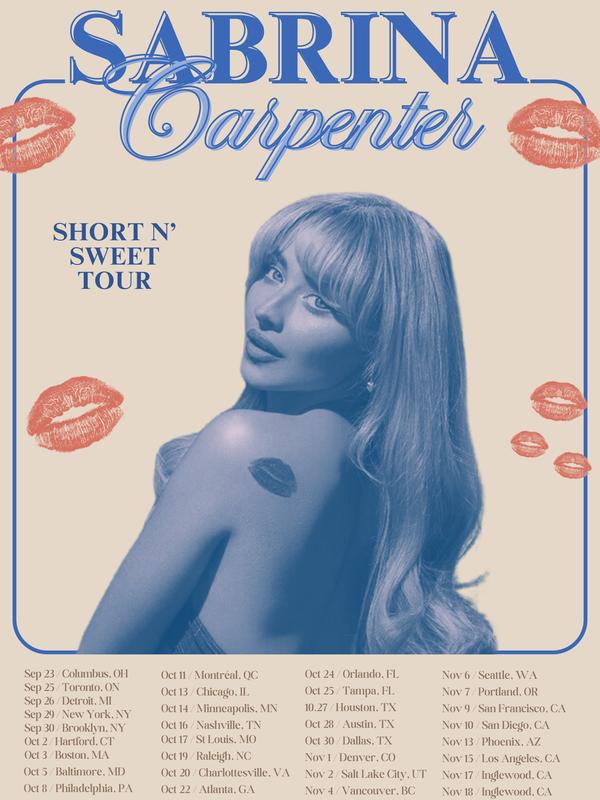 SABRINA
Carpenter
SHORT N'
SWEET
TOUR
Sep 23 / Columbus, OH
Sep 25 / Toronto, ON
Sep 26 / Detroit, MI
Sep 29 / New York, NY
Sep 30 / Brooklyn, NY
Oct 2 / Hartford, CT
Oct 3 / Boston, MA
Oct 5 / Baltimore, MD
Oct 8 / Philadelphia, PA
Oct 11 / Montréal, QC
Oct 13 / Chicago, IL
Oct 14 / Minneapolis, MN
Oct 16 / Nashville, TN
Oct 17 / St Louis, MO
Oct 19 / Raleigh, NC
Oct 20 / Charlottesville, VA
Oct 22 / Atlanta, GA
Oct 24 / Orlando, FL
Oct 25 / Tampa, FL
10.27 / Houston, TX
Oct 28 / Austin, TX
Oct 30 / Dallas, TX
Nov 1 / Denver, CO
Nov 2 / Salt Lake City, UT
Nov 4 / Vancouver, BC
Nov 6 / Seattle, WA
Nov 7 / Portland, OR
Nov 9 / San Francisco, CA
Nov 10 / San Diego, CA
Nov 13 / Phoenix, AZ
Nov 15 / Los Angeles, CA
Nov 17 / Inglewood, CA
Nov 18 / Inglewood, CA